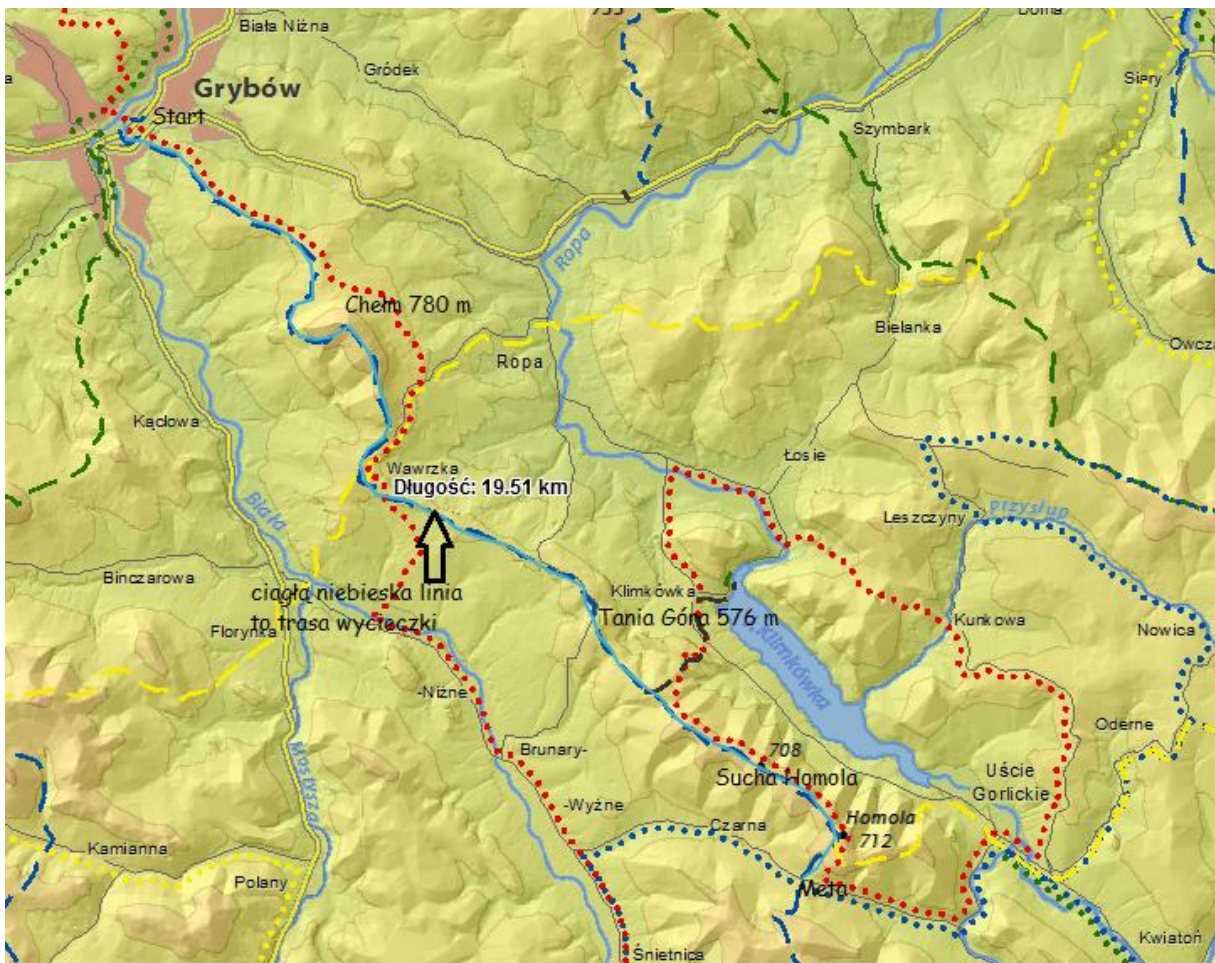 Doma
Biała Niżna
Gródek
Siary
Grybów
Start
Szymbark
Ropa
Chełm 780 m
Bielanka
Ropa
Owcza
Kąclowa
Łosie
Wawrzka
Długość: 19.51 km
Leszczyny
Przysłup
Biała
Binczarowa
ciągła niebieska linia
to trasa wycieczki
Klimkówka
Tania Góra 576 m
Florynka
Klimkówka
Kunkowa
Nowica
-Niżne
Oderne
Mostysza
Brunary-
708
Sucha Homola
Uście
Gorlickie
-Wyżne
Czarna
Homola
712
Kamianna
Polany
Meta
Kwiatoń
Śnietnica